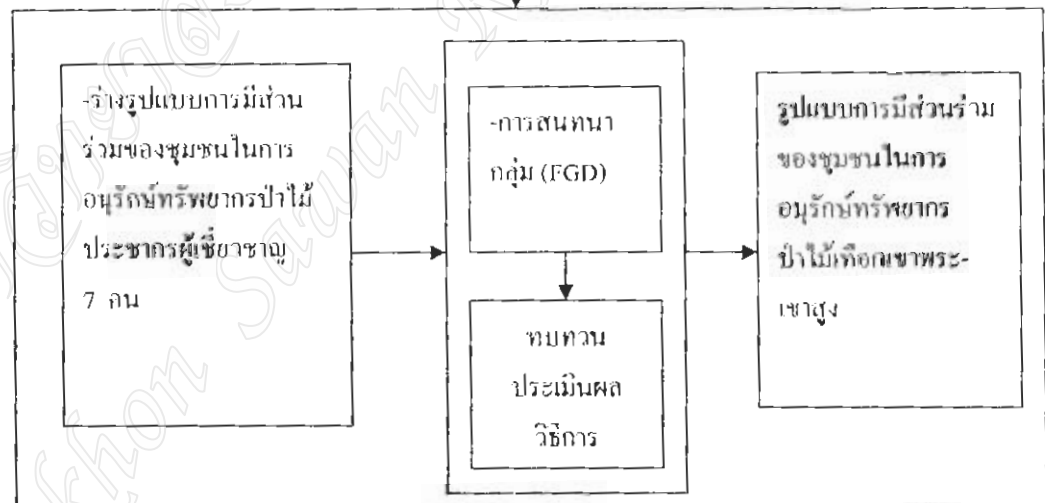 -ร่างรูปแบบการมีส่วน
ร่วมของชุมชนในการ
อนุรักษ์ทรัพยากรป่าไม้
ประชากรผู้เชี่ยวชาญ
7 คน
-การสนทนา
กลุ่ม (FGD)
ทบทวน
ประเมินผล
วิธีการ
รูปแบบการมีส่วนร่วม
ของชุมชนในการ
อนุรักษ์ทรัพยากร
ป่าไม้เทือกเขาพระ-
เขาสูง
khon Sawan